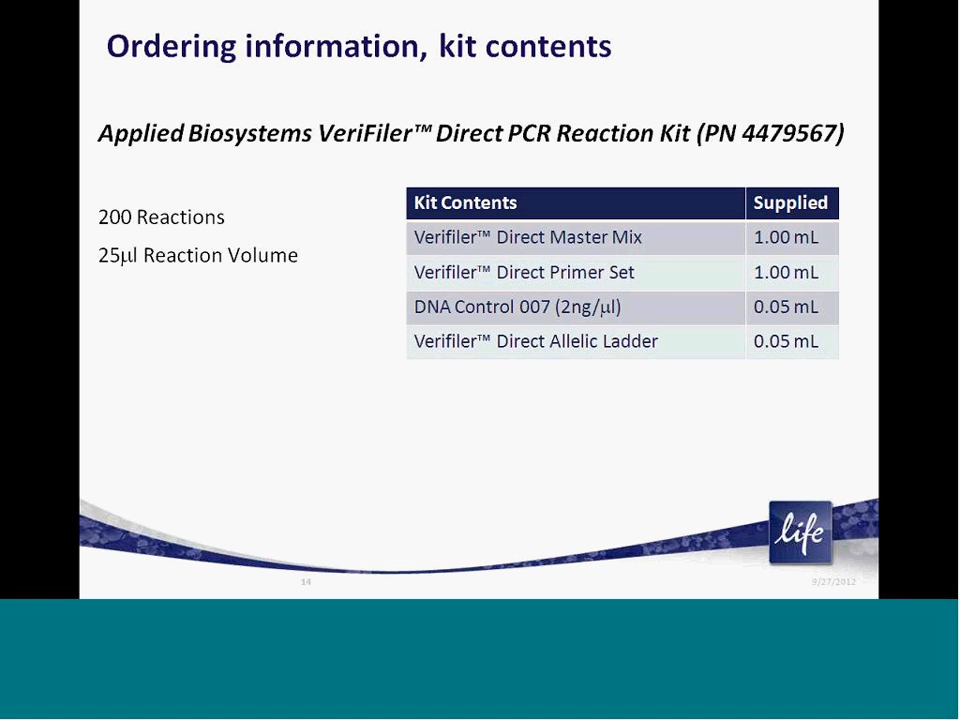 Ordering information, kit contents
Applied Biosystems VeriFiler™ Direct PCR Reaction Kit (PN 4479567)
200 Reactions
25µl Reaction Volume
Kit Contents Supplied
Verifiler™ Direct Master Mix 1.00 mL
Verifiler™ Direct Primer Set 1.00 mL
DNA Control 007 (2ng/µl) 0.05 mL
Verifiler™ Direct Allelic Ladder 0.05 mL
life
14 9/27/2012